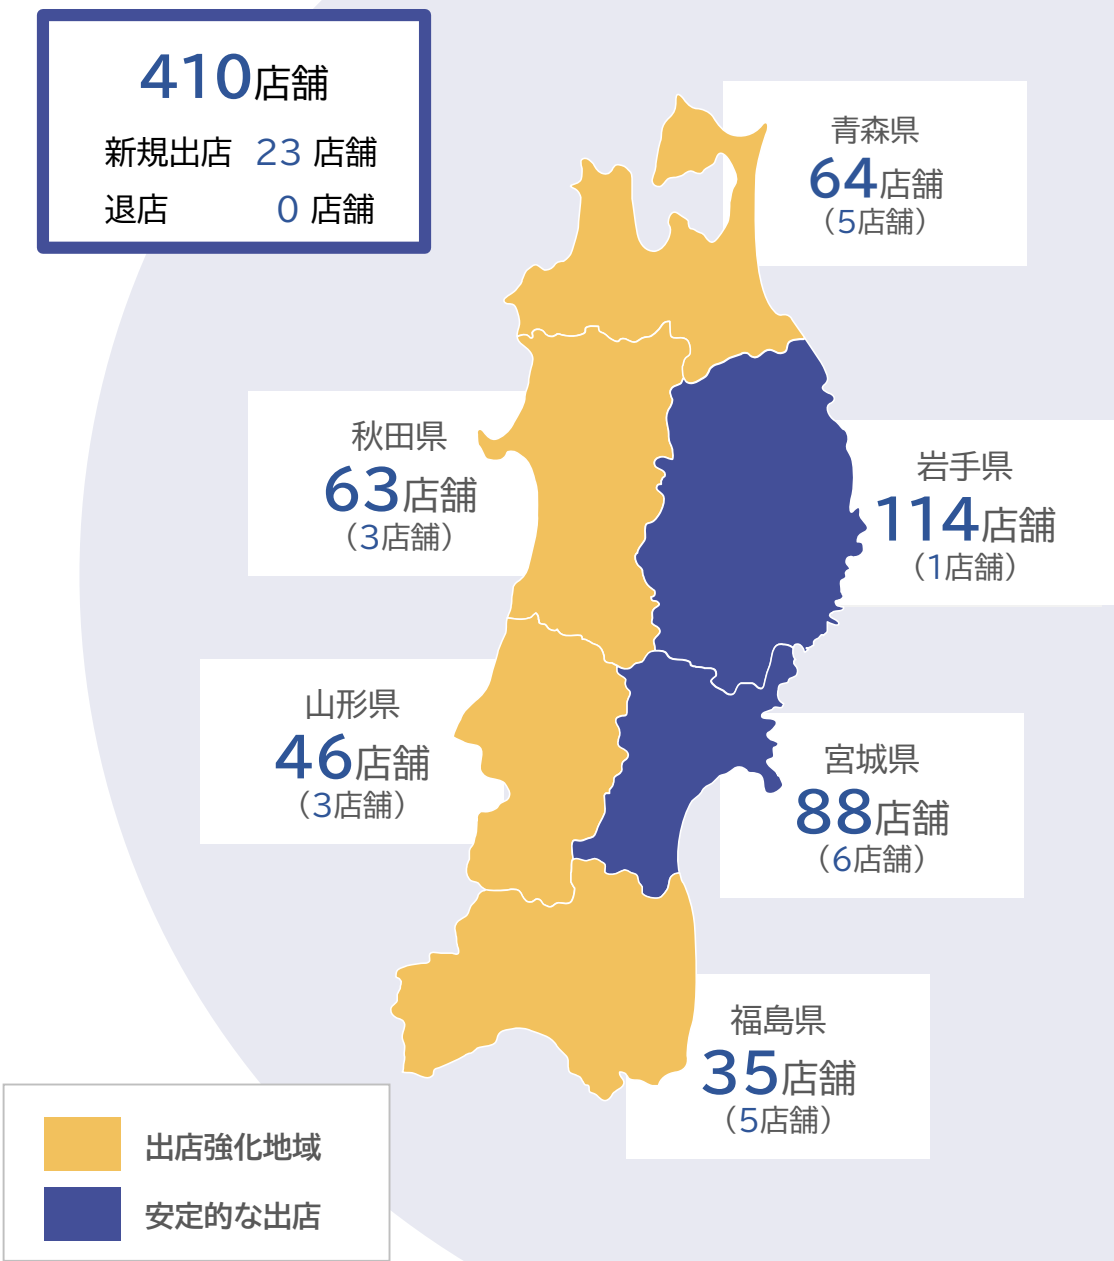 410店舗
新規出店 23 店舗
退店 0 店舗
青森県
64店舗
（5店舗）
秋田県
63店舗
（3店舗）
岩手県
114店舗
（1店舗）
山形県
46店舗
（3店舗）
宮城県
88店舗
（6店舗）
福島県
35店舗
（5店舗）
出店強化地域
安定的な出店